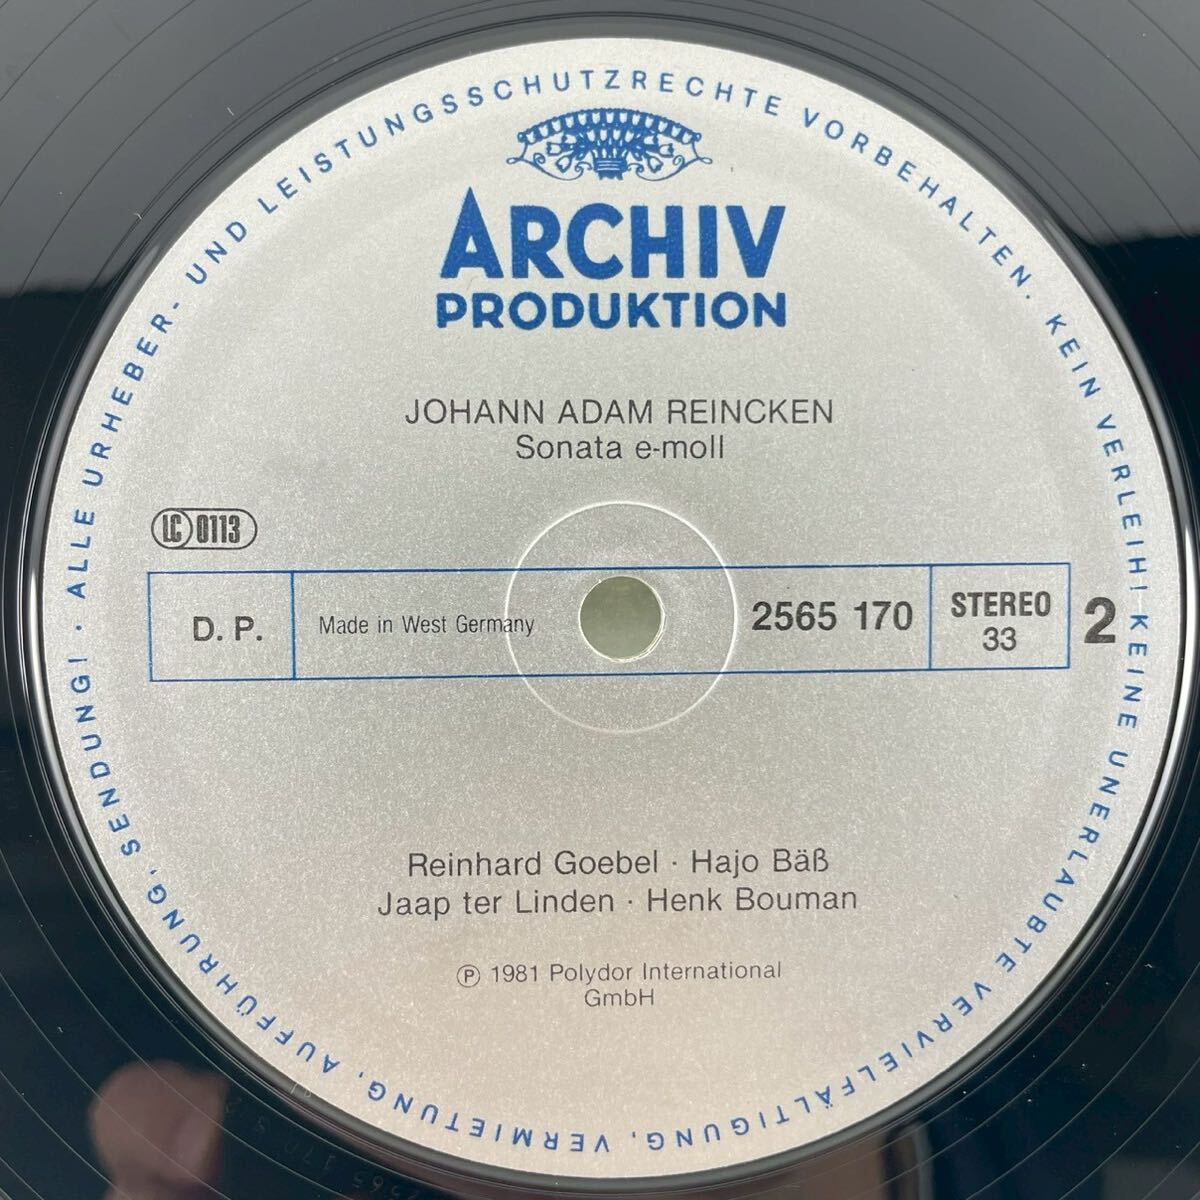 ALLE URHEBER- UND LEISTUNGSSCHUTZRECHTE VORBEHALTEN. KEIN VERLEIH! KEINE UNERLAUBTE VERVIELFÄLTIGUNG, VERMIETUNG, AUFFÜHRUNG, SENDUNG! ·
ARCHIV
PRODUKTION
JOHANN ADAM REINCKEN
Sonata e-moll
LC 0113
D. P.
Made in West Germany
2565 170
STEREO
33
2
Reinhard Goebel · Hajo Bäß
Jaap ter Linden · Henk Bouman
℗ 1981 Polydor International
GmbH